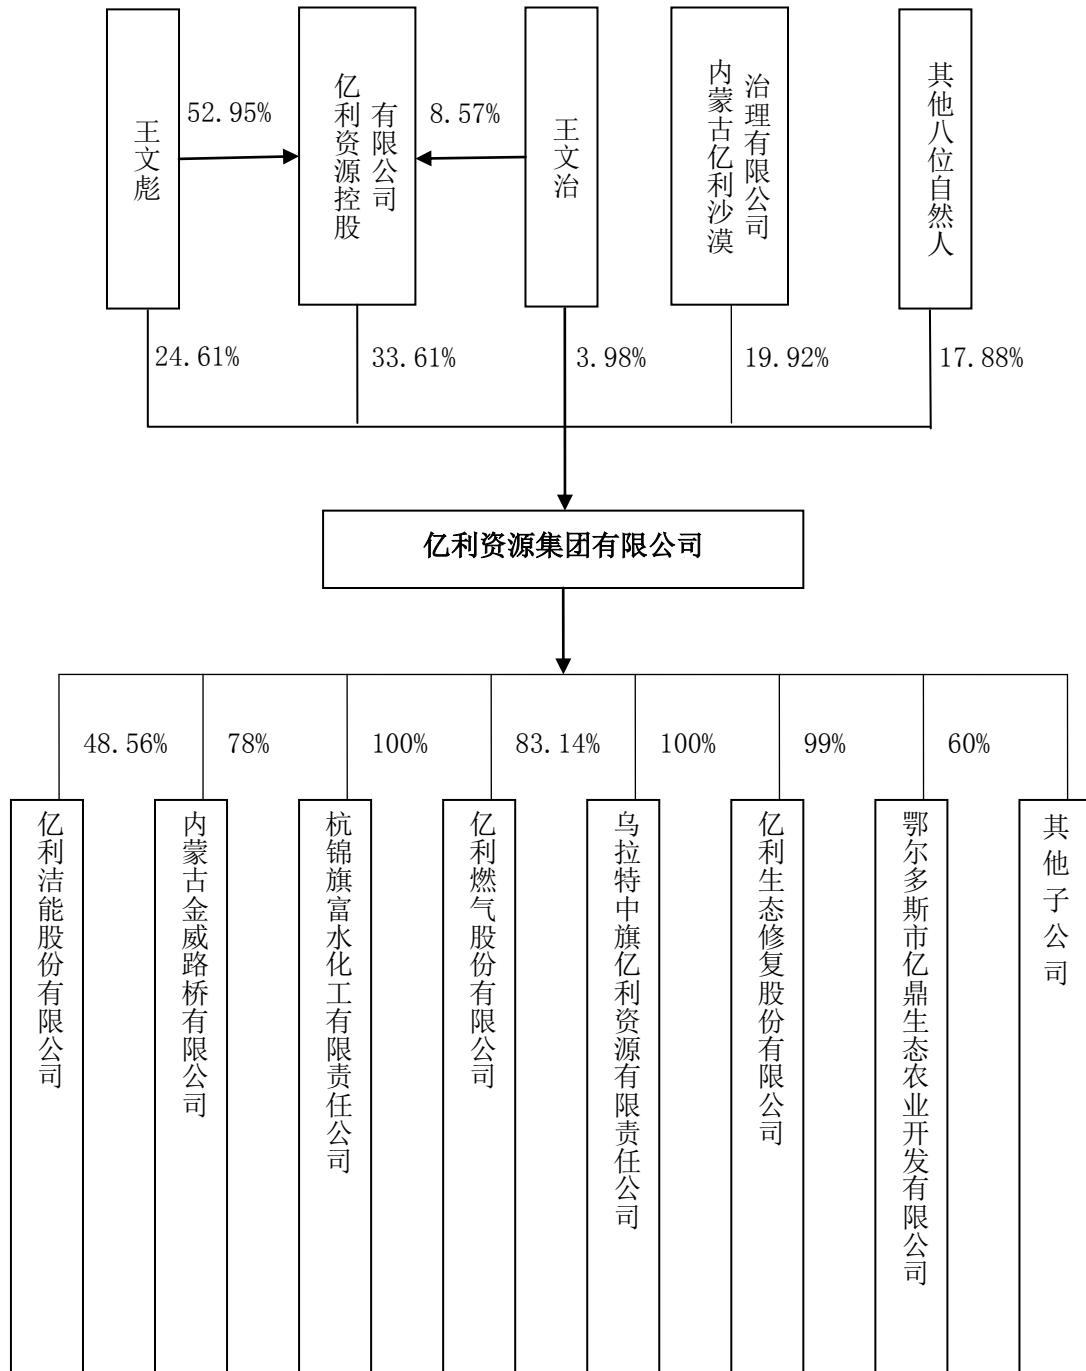 王文彪
52.95%
亿利资源控股
有限公司
8.57%
王文治
内蒙古亿利沙漠
治理有限公司
其他八位自然人
24.61%
33.61%
3.98%
19.92%
17.88%
亿利资源集团有限公司
48.56%
78%
100%
83.14%
100%
99%
60%
亿利洁能股份有限公司
内蒙古金威路桥有限公司
杭锦旗富水化工有限责任公司
亿利燃气股份有限公司
乌拉特中旗亿利资源有限责任公司
亿利生态修复股份有限公司
鄂尔多斯市亿鼎生态农业开发有限公司
其他子公司